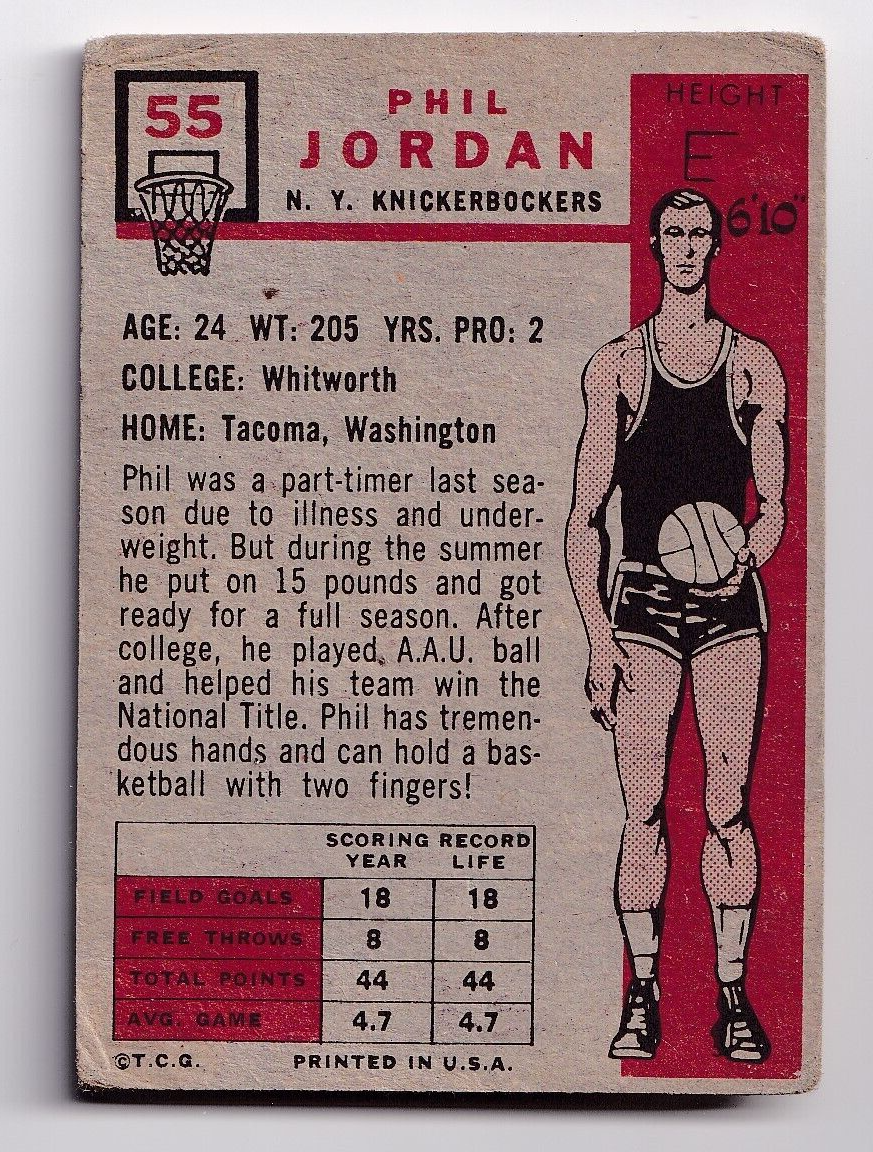 55
PHIL
JORDAN
N. Y. KNICKERBOCKERS
HEIGHT
6'10"
AGE: 24 WT: 205 YRS. PRO: 2
COLLEGE: Whitworth
HOME: Tacoma, Washington
Phil was a part-timer last sea-
son due to illness and under-
weight. But during the summer
he put on 15 pounds and got
ready for a full season. After
college, he played A.A.U. ball
and helped his team win the
National Title. Phil has tremen-
dous hands and can hold a bas-
ketball with two fingers!
SCORING RECORD
YEAR LIFE
FIELD GOALS 18 18
FREE THROWS 8 8
TOTAL POINTS 44 44
AVG. GAME 4.7 4.7
©T.C.G. PRINTED IN U.S.A.